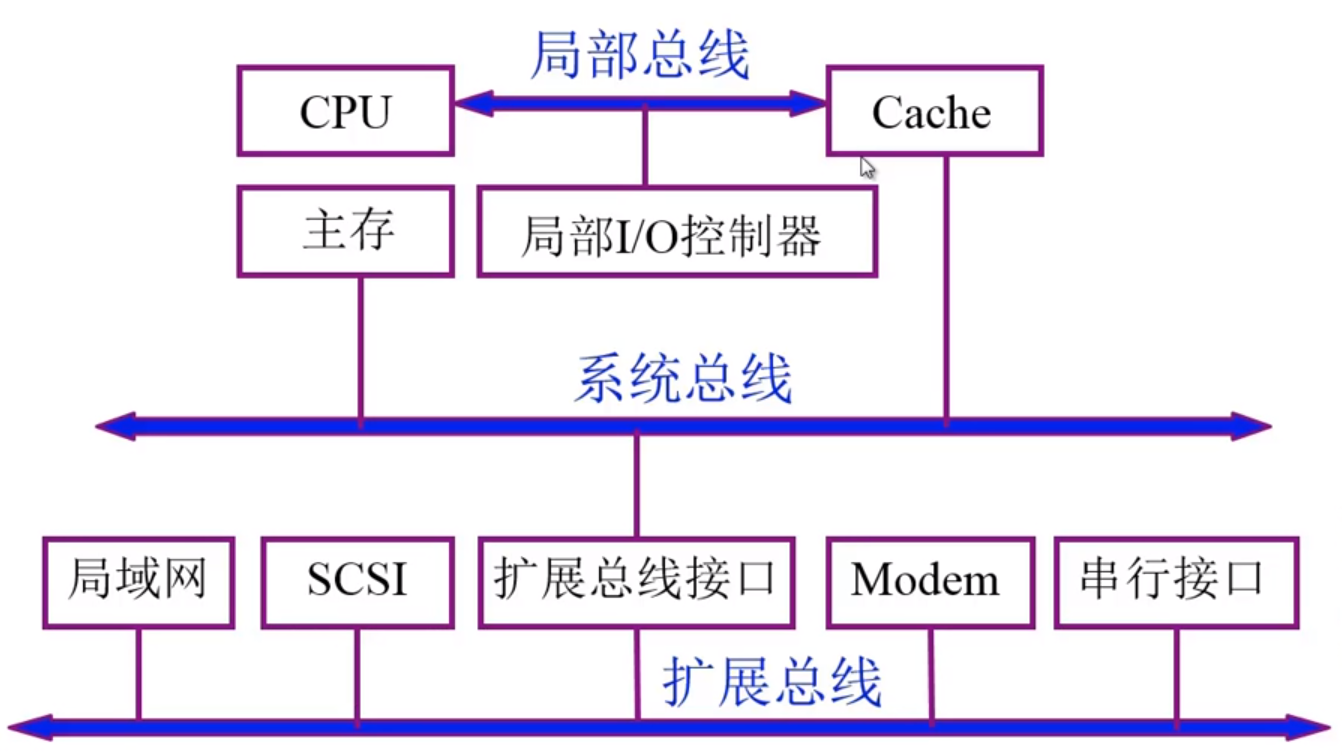 局部总线
CPU
Cache
主存
局部I/O控制器
系统总线
局域网
SCSI
扩展总线接口
Modem
串行接口
扩展总线